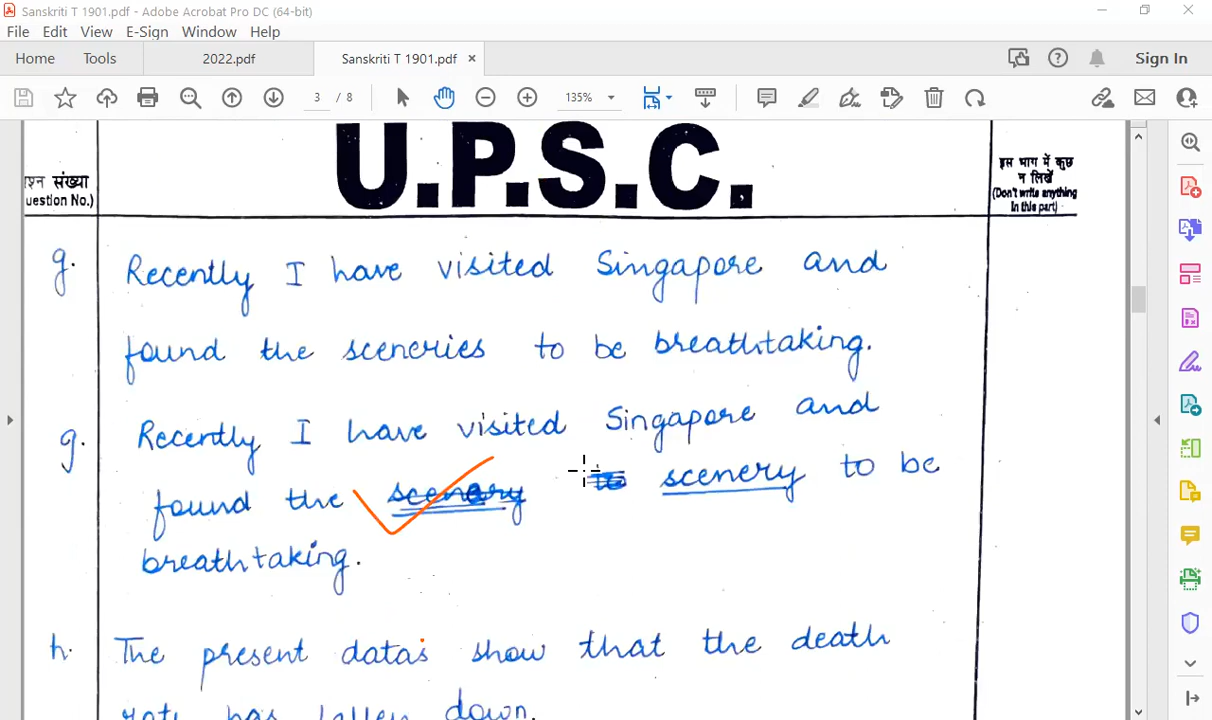 Sanskriti T 1901.pdf - Adobe Acrobat Pro DC (64-bit)
File Edit View E-Sign Window Help
Home Tools 2022.pdf Sanskriti T 1901.pdf × Sign In
3 / 8 135%
U.P.S.C.
प्रश्न संख्या
uestion No.)
इस भाग में कुछ
न लिखें
(Don't write anything
in this part)
g. Recently I have visited Singapore and
found the sceneries to be breathtaking.
g. Recently I have visited Singapore and
found the scenery to scenery to be
breathtaking.
h. The present datas show that the death
rate has fallen down.